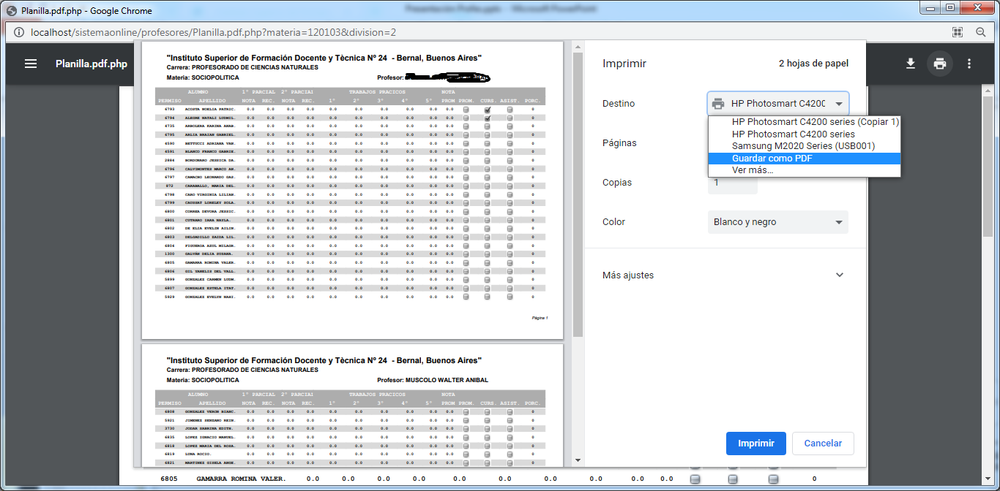 Planilla.pdf.php - Google Chrome
Presentación Profes.pptx - Microsoft PowerPoint
localhost/sistemaonline/profesores/Planilla.pdf.php?materia=120103&division=2
Planilla.pdf.php
"Instituto Superior de Formación Docente y Tècnica Nº 24 - Bernal, Buenos Aires"
Carrera: PROFESORADO DE CIENCIAS NATURALES
Materia: SOCIOPOLITICA Profesor:
ALUMNO 1° PARCIAL 2° PARCIAl TRABAJOS PRACICOS NOTA
PERMISO APELLIDO NOTA REC. NOTA REC. 1° 2° 3° 4° 5° PROM PROM. CURS. ASIST. PORC.
6793 ACOSTA NOELIA PATRIC. 0.0 0.0 0.0 0.0 0.0 0.0 0.0 0.0 0.0 0.0 0
6794 ALEGRE NATALI LUDMIL. 0.0 0.0 0.0 0.0 0.0 0.0 0.0 0.0 0.0 0.0 0
4735 ARBOLERA KARINA ANAB. 0.0 0.0 0.0 0.0 0.0 0.0 0.0 0.0 0.0 0.0 0
6795 ARLIA BRAIAN GABRIEL. 0.0 0.0 0.0 0.0 0.0 0.0 0.0 0.0 0.0 0.0 0
4590 BETTUCCI ADRIANA VAN. 0.0 0.0 0.0 0.0 0.0 0.0 0.0 0.0 0.0 0.0 0
4591 BLANCO FRANCO GABRIE. 0.0 0.0 0.0 0.0 0.0 0.0 0.0 0.0 0.0 0.0 0
2884 BORDONARO JESSICA DA. 0.0 0.0 0.0 0.0 0.0 0.0 0.0 0.0 0.0 0.0 0
6796 CALVIMONTES MARCO AN. 0.0 0.0 0.0 0.0 0.0 0.0 0.0 0.0 0.0 0.0 0
6797 CAMACHO LEONARDO GAS. 0.0 0.0 0.0 0.0 0.0 0.0 0.0 0.0 0.0 0.0 0
872 CARABALLO, MARIA DEL. 0.0 0.0 0.0 0.0 0.0 0.0 0.0 0.0 0.0 0.0 0
6798 CARO VIRGINIA LILIAN. 0.0 0.0 0.0 0.0 0.0 0.0 0.0 0.0 0.0 0.0 0
6799 CAUSSAT LORELEY SOLA. 0.0 0.0 0.0 0.0 0.0 0.0 0.0 0.0 0.0 0.0 0
6800 CORREA DEVORA JESSIC. 0.0 0.0 0.0 0.0 0.0 0.0 0.0 0.0 0.0 0.0 0
6801 CUTRARO ZARA NAYLA. 0.0 0.0 0.0 0.0 0.0 0.0 0.0 0.0 0.0 0.0 0
6802 DE ELIA EVELIN AILIN. 0.0 0.0 0.0 0.0 0.0 0.0 0.0 0.0 0.0 0.0 0
6803 DELGADILLO ZAIDA LIL. 0.0 0.0 0.0 0.0 0.0 0.0 0.0 0.0 0.0 0.0 0
6804 FIGUEROA AZUL MILAGR. 0.0 0.0 0.0 0.0 0.0 0.0 0.0 0.0 0.0 0.0 0
1300 GALVÁN DELIA SUSANA. 0.0 0.0 0.0 0.0 0.0 0.0 0.0 0.0 0.0 0.0 0
6805 GAMARRA ROMINA VALER. 0.0 0.0 0.0 0.0 0.0 0.0 0.0 0.0 0.0 0.0 0
6806 GIL YAMELIS DEL VALL. 0.0 0.0 0.0 0.0 0.0 0.0 0.0 0.0 0.0 0.0 0
5899 GONZALEZ CARMEN LUDM. 0.0 0.0 0.0 0.0 0.0 0.0 0.0 0.0 0.0 0.0 0
6807 GONZALEZ ESTELA ITAT. 0.0 0.0 0.0 0.0 0.0 0.0 0.0 0.0 0.0 0.0 0
5929 GONZALEZ EVELYN MARI. 0.0 0.0 0.0 0.0 0.0 0.0 0.0 0.0 0.0 0.0 0
Página 1
"Instituto Superior de Formación Docente y Tècnica Nº 24 - Bernal, Buenos Aires"
Carrera: PROFESORADO DE CIENCIAS NATURALES
Materia: SOCIOPOLITICA Profesor: MUSCOLO WALTER ANIBAL
ALUMNO 1° PARCIAL 2° PARCIAl TRABAJOS PRACICOS NOTA
PERMISO APELLIDO NOTA REC. NOTA REC. 1° 2° 3° 4° 5° PROM PROM. CURS. ASIST. PORC.
6808 GONZALEZ VERON BIANC. 0.0 0.0 0.0 0.0 0.0 0.0 0.0 0.0 0.0 0.0 0
5821 JIMENEZ SENZANO REIN. 0.0 0.0 0.0 0.0 0.0 0.0 0.0 0.0 0.0 0.0 0
3730 JODAR SABRINA EDITH. 0.0 0.0 0.0 0.0 0.0 0.0 0.0 0.0 0.0 0.0 0
6835 LOPEZ IGNACIO MANUEL. 0.0 0.0 0.0 0.0 0.0 0.0 0.0 0.0 0.0 0.0 0
6818 LOPEZ MARIA DEL ROSA. 0.0 0.0 0.0 0.0 0.0 0.0 0.0 0.0 0.0 0.0 0
6819 LUNA ROCIO. 0.0 0.0 0.0 0.0 0.0 0.0 0.0 0.0 0.0 0.0 0
6821 MARTINEZ GISELA ANGE. 0.0 0.0 0.0 0.0 0.0 0.0 0.0 0.0 0.0 0.0 0
6805 GAMARRA ROMINA VALER. 0.0 0.0 0.0 0.0 0.0 0.0 0.0 0.0 0.0 0.0 0
Imprimir 2 hojas de papel
Destino HP Photosmart C4200
HP Photosmart C4200 series (Copiar 1)
HP Photosmart C4200 series
Samsung M2020 Series (USB001)
Guardar como PDF
Ver más...
Páginas
Copias 1
Color Blanco y negro
Más ajustes
Imprimir Cancelar